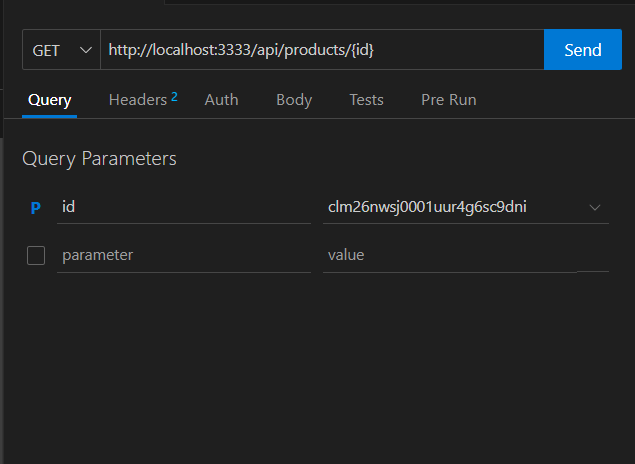 GET http://localhost:3333/api/products/{id} Send
Query Headers 2 Auth Body Tests Pre Run
Query Parameters
P id clm26nwsj0001uur4g6sc9dni
parameter value